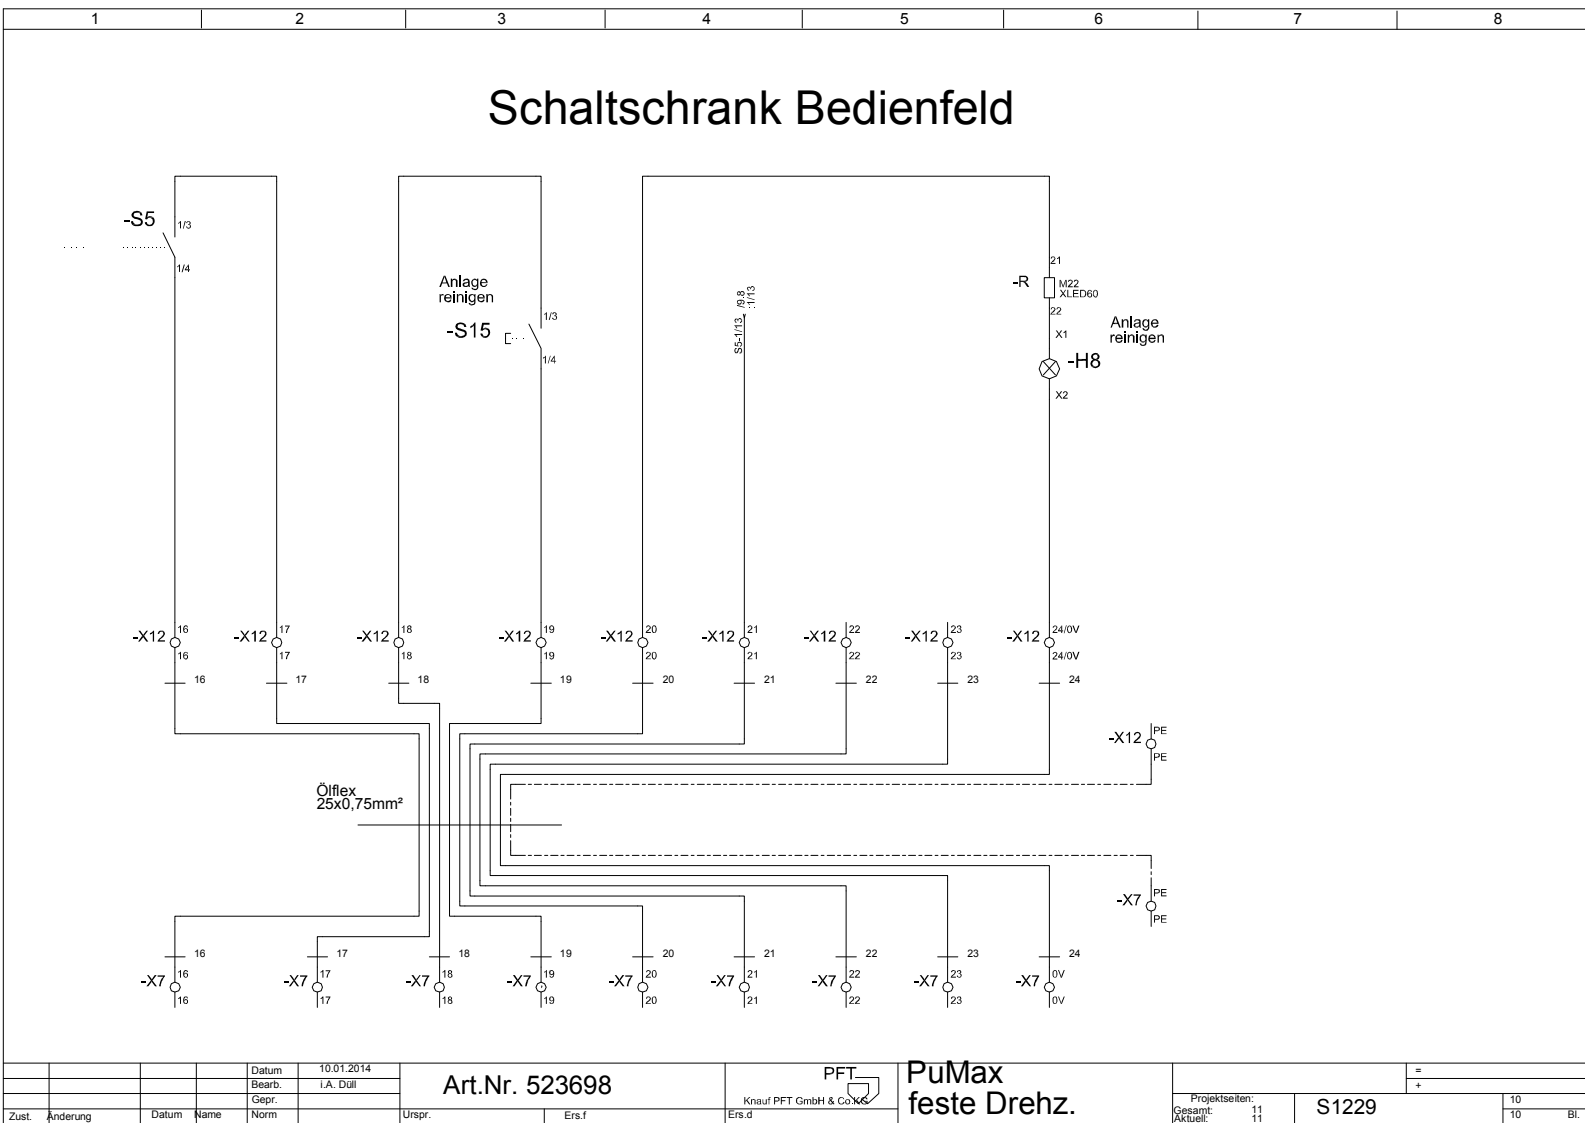 1 2 3 4 5 6 7 8
Schaltschrank Bedienfeld
-S5
1/3
1/4
Anlage
reinigen
-S15
1/3
1/4
S5-1/13 /9.8
:1/13
-R
21
M22
XLED60
22
Anlage
reinigen
X1
-H8
X2
-X12 16 -X12 17 -X12 18 -X12 19 -X12 20 -X12 21 -X12 22 -X12 23 -X12 24/0V
16 17 18 19 20 21 22 23 24/0V
16 17 18 19 20 21 22 23 24
-X12 PE
PE
Ölflex
25x0,75mm²
-X7 PE
PE
16 17 18 19 20 21 22 23 24
-X7 16 -X7 17 -X7 18 -X7 19 -X7 20 -X7 21 -X7 22 -X7 23 -X7 0V
16 17 18 19 20 21 22 23 0V
Datum 10.01.2014
Bearb. i.A. Düll
Gepr.
Zust. Änderung Datum Name Norm
Art.Nr. 523698
Urspr. Ers.f Ers.d
PFT
Knauf PFT GmbH & Co.KG
PuMax
feste Drehz.
Projektseiten:
Gesamt: 11
Aktuell: 11
S1229
=
+
10
10 Bl.